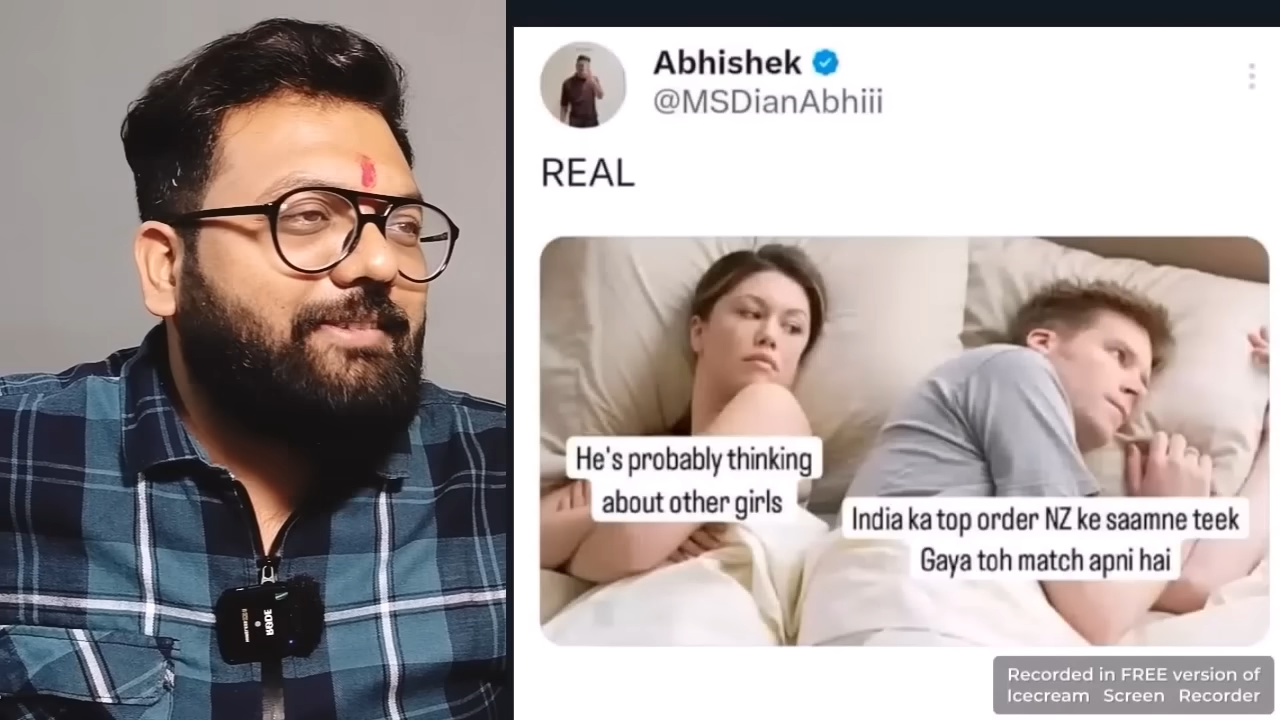 Abhishek
@MSDianAbhiii
REAL
He's probably thinking
about other girls
India ka top order NZ ke saamne teek
Gaya toh match apni hai
RØDE
Recorded in FREE version of
Icecream Screen Recorder